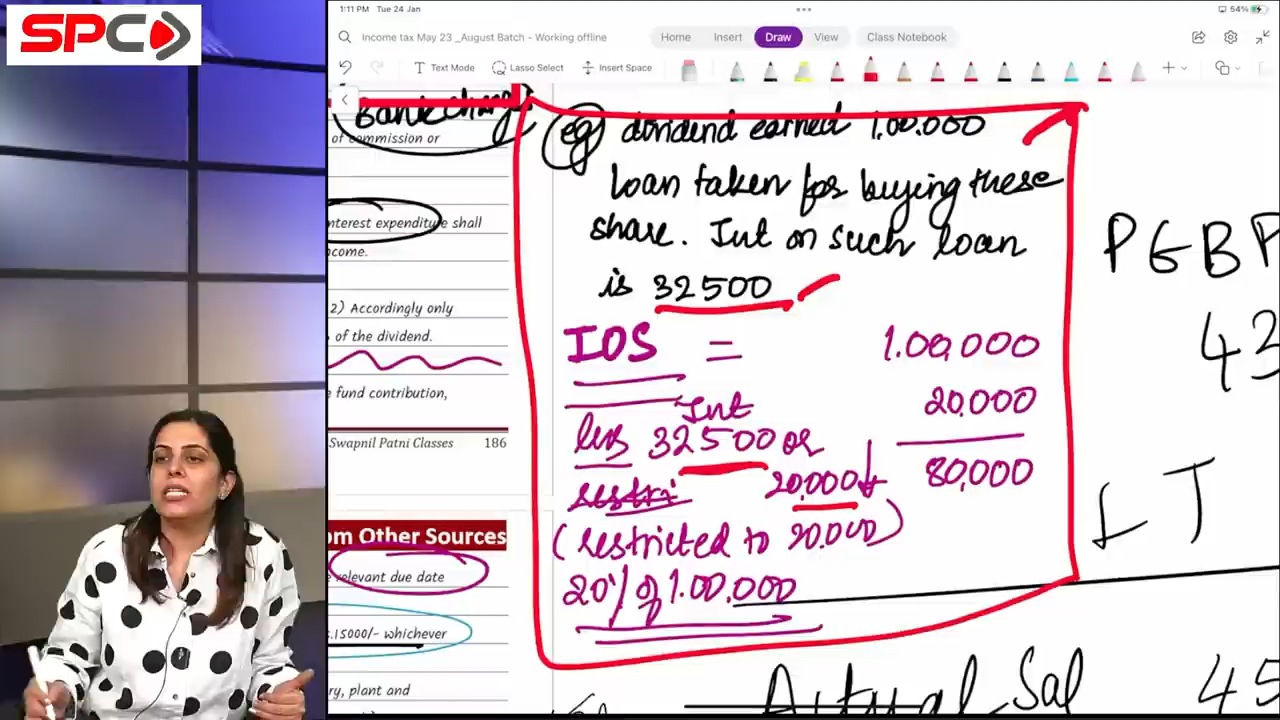 SPC
1:11 PM Tue 24 Jan
54%
Income tax May 23 _August Batch - Working offline
Home Insert Draw View Class Notebook
Text Mode Lasso Select Insert Space
Bank charge
of commission or
interest expenditure shall
come.
2) Accordingly only
of the dividend.
e fund contribution,
Swapnil Patni Classes 186
om Other Sources
relevant due date
s.15000/- whichever
ry, plant and
eg dividend earned 1,00,000
loan taken for buying these
share. Int on such loan
is 32500
IOS = 1,00,000
Int 20,000
less 32500 or
20,000 ↓ 80,000
restri
(restricted to 20,000)
20% of 1,00,000
PGBP
43
LT
Actual Sal 45